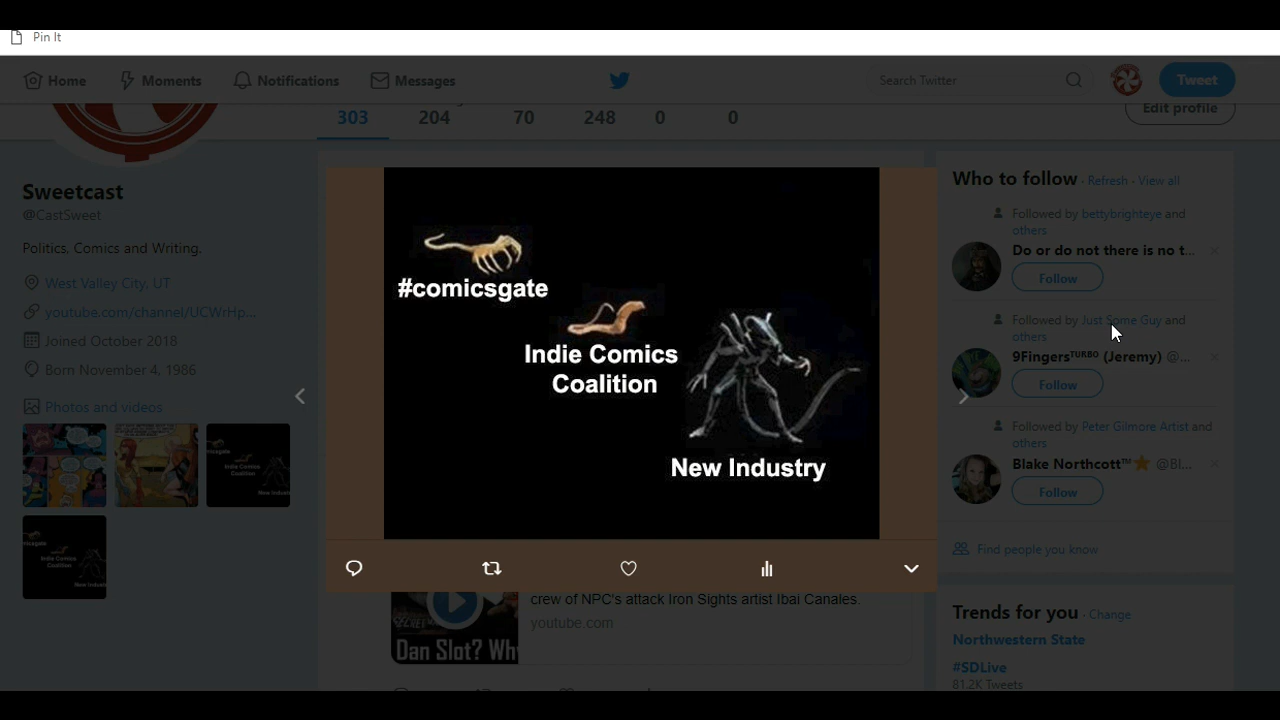 Pin It
Home
Moments
Notifications
Messages
Search Twitter
Tweet
303
204
70
248
0
0
Edit profile
Sweetcast
@CastSweet
Politics, Comics and Writing.
West Valley City, UT
youtube.com/channel/UCWrHp...
Joined October 2018
Born November 4, 1986
Photos and videos
#comicsgate
Indie Comics
Coalition
New Industry
crew of NPC's attack Iron Sights artist Ibai Canales.
youtube.com
Dan Slot? Wh
Who to follow · Refresh · View all
Followed by bettybrighteye and
others
Do or do not there is no t...
Follow
Followed by Just Some Guy and
others
9Fingersᵀᵁᴿᴮᴼ (Jeremy) @...
Follow
Followed by Peter Gilmore Artist and
others
Blake Northcott™⭐ @Bl...
Follow
Find people you know
Trends for you · Change
Northwestern State
#SDLive
81.2K Tweets